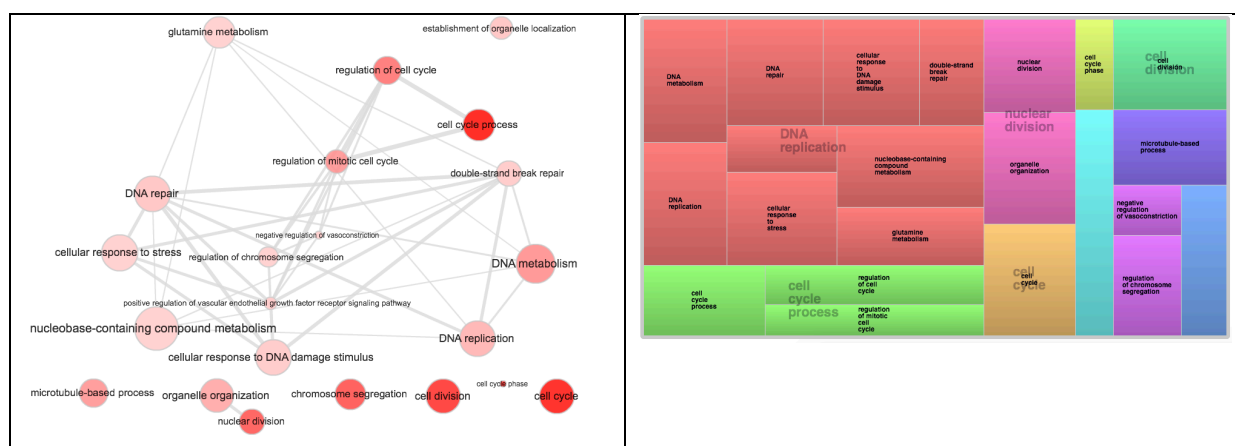 glutamine metabolism
establishment of organelle localization
regulation of cell cycle
cell cycle process
regulation of mitotic cell cycle
double-strand break repair
DNA repair
negative regulation of vasoconstriction
cellular response to stress
regulation of chromosome segregation
DNA metabolism
positive regulation of vascular endothelial growth factor receptor signaling pathway
nucleobase-containing compound metabolism
DNA replication
cellular response to DNA damage stimulus
microtubule-based process
organelle organization
chromosome segregation
cell division
cell cycle phase
cell cycle
nuclear division
DNA
metabolism
DNA
repair
cellular
response
to
DNA
damage
stimulus
double-strand
break
repair
DNA
replication
DNA
replication
cellular
response
to
stress
nucleobase-containing
compound
metabolism
glutamine
metabolism
cell
cycle
process
cell
cycle
process
regulation
of cell
cycle
regulation
of mitotic
cell
cycle
nuclear
division
nuclear
division
organelle
organization
cell
cycle
cell
cycle
cell
cycle
phase
cell
division
cell
division
microtubule-based
process
negative
regulation
of vasoconstriction
regulation
of chromosome
segregation